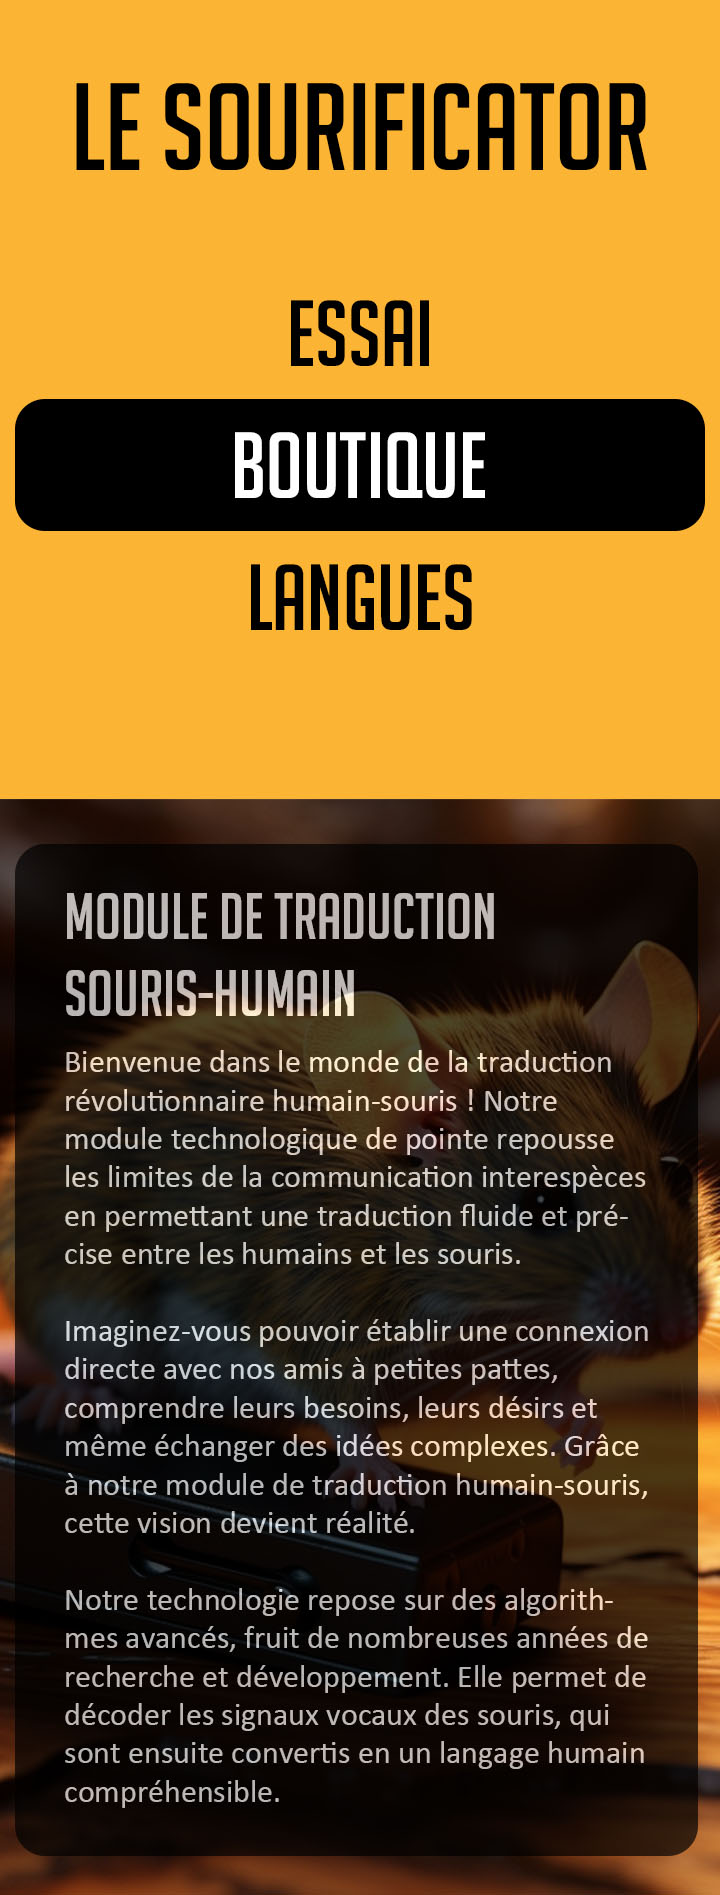 LE SOURIFICATOR
ESSAI
BOUTIQUE
LANGUES
MODULE DE TRADUCTION
SOURIS-HUMAIN
Bienvenue dans le monde de la traduction
révolutionnaire humain-souris ! Notre
module technologique de pointe repousse
les limites de la communication interespèces
en permettant une traduction fluide et pré-
cise entre les humains et les souris.
Imaginez-vous pouvoir établir une connexion
directe avec nos amis à petites pattes,
comprendre leurs besoins, leurs désirs et
même échanger des idées complexes. Grâce
à notre module de traduction humain-souris,
cette vision devient réalité.
Notre technologie repose sur des algorith-
mes avancés, fruit de nombreuses années de
recherche et développement. Elle permet de
décoder les signaux vocaux des souris, qui
sont ensuite convertis en un langage humain
compréhensible.